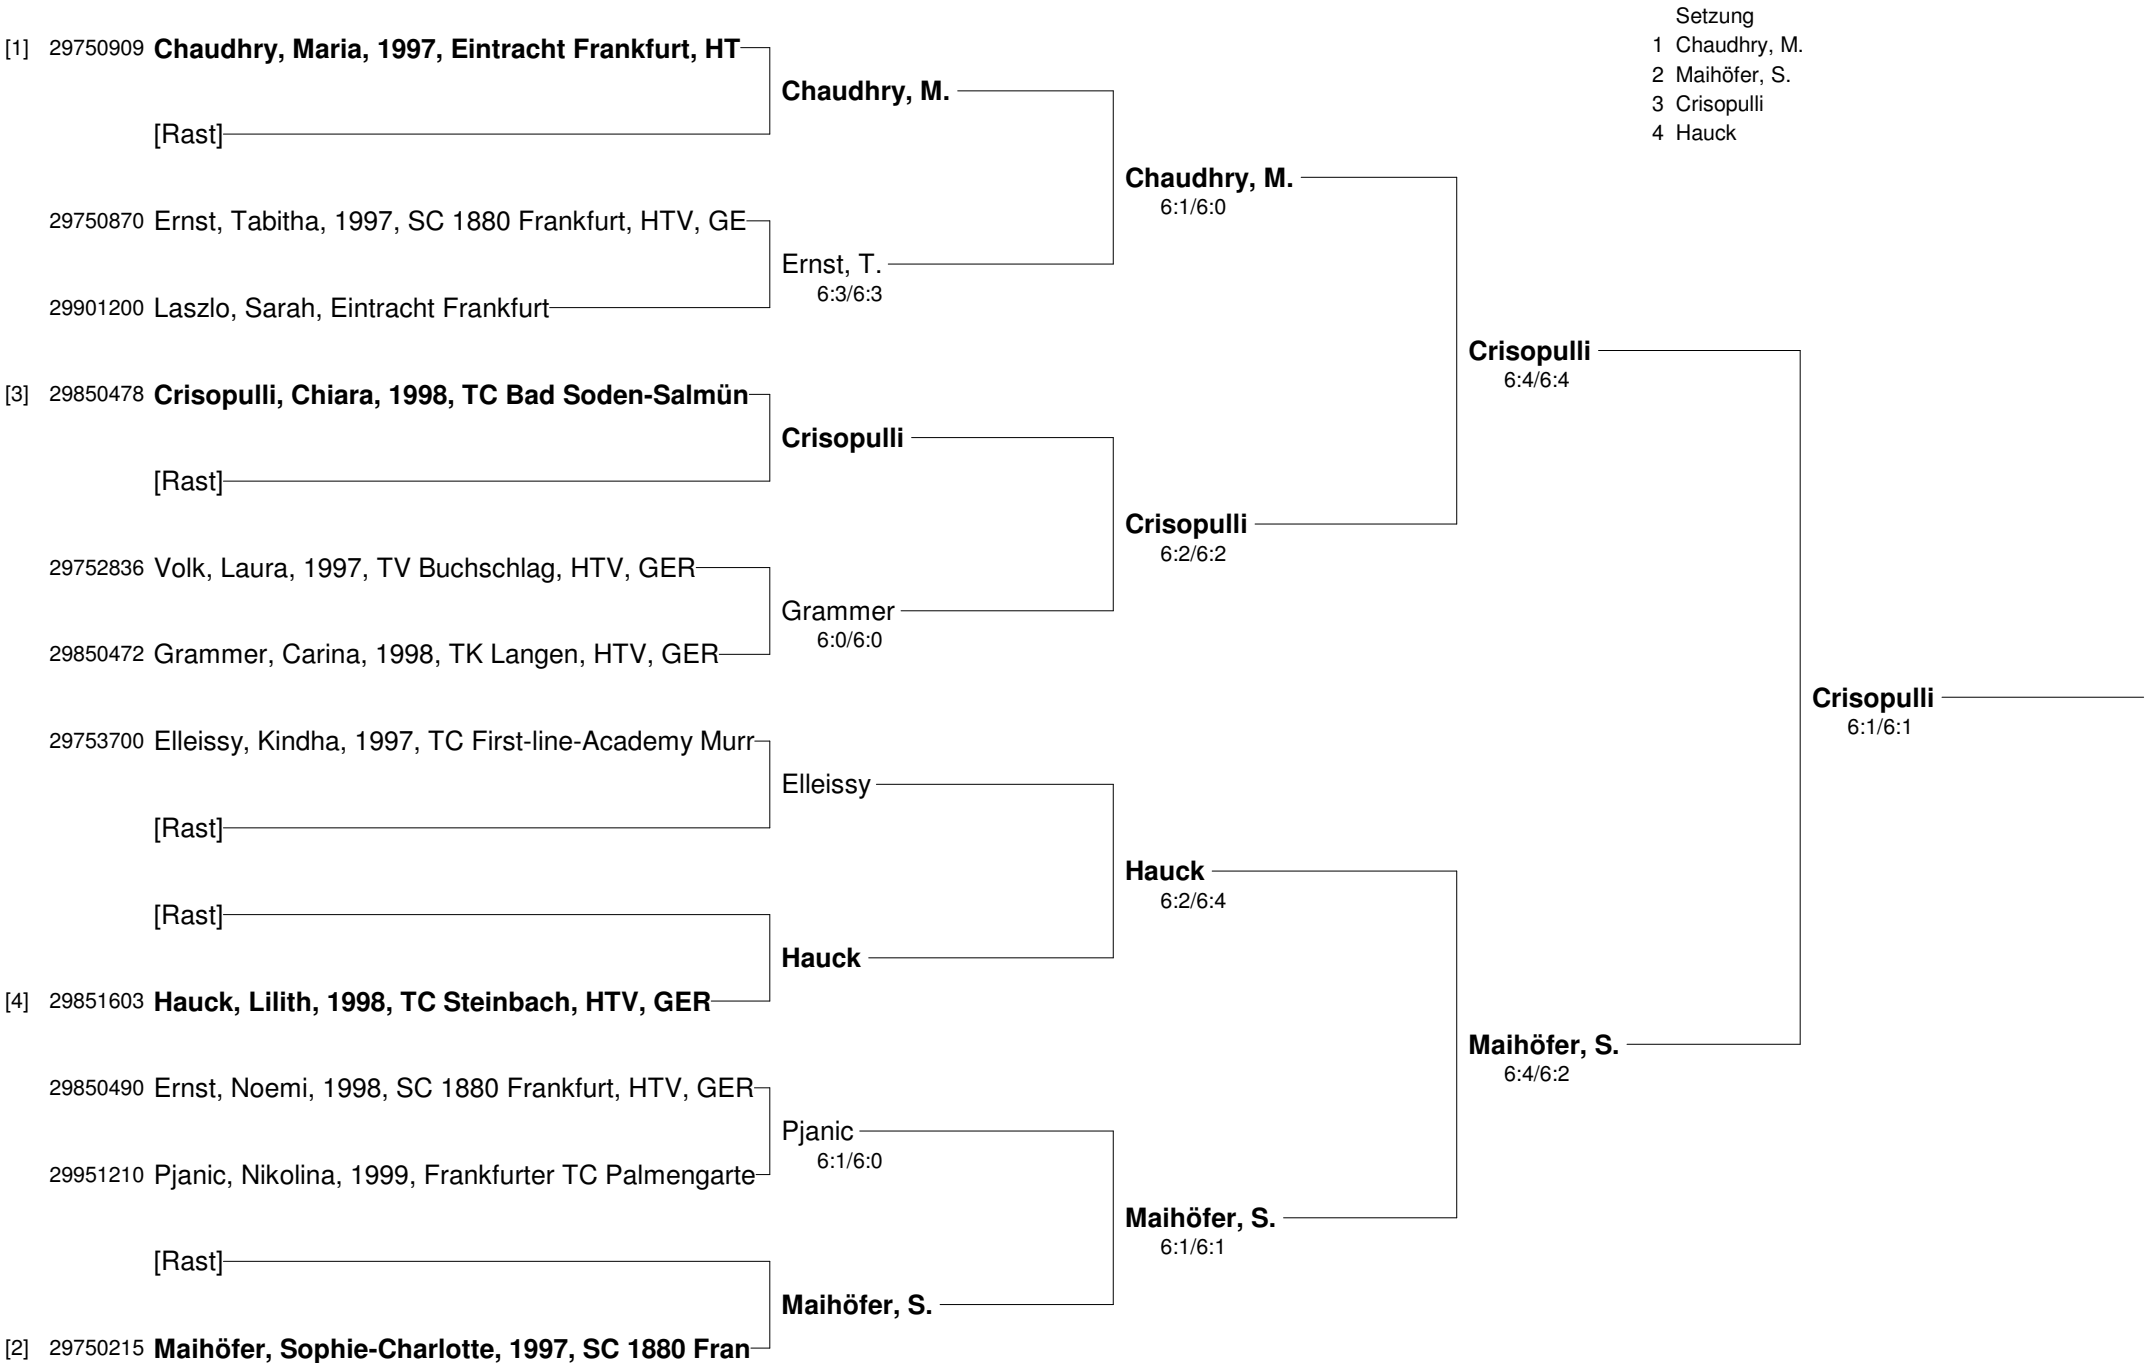 Setzung
1 Chaudhry, M.
2 Maihöfer, S.
3 Crisopulli
4 Hauck
[1] 29750909 Chaudhry, Maria, 1997, Eintracht Frankfurt, HT
Chaudhry, M.
[Rast]
Chaudhry, M.
6:1/6:0
29750870 Ernst, Tabitha, 1997, SC 1880 Frankfurt, HTV, GE
Ernst, T.
6:3/6:3
29901200 Laszlo, Sarah, Eintracht Frankfurt
Crisopulli
6:4/6:4
[3] 29850478 Crisopulli, Chiara, 1998, TC Bad Soden-Salmün
Crisopulli
[Rast]
Crisopulli
6:2/6:2
29752836 Volk, Laura, 1997, TV Buchschlag, HTV, GER
Grammer
6:0/6:0
29850472 Grammer, Carina, 1998, TK Langen, HTV, GER
Crisopulli
6:1/6:1
29753700 Elleissy, Kindha, 1997, TC First-line-Academy Murr
Elleissy
[Rast]
Hauck
6:2/6:4
[Rast]
Hauck
[4] 29851603 Hauck, Lilith, 1998, TC Steinbach, HTV, GER
Maihöfer, S.
6:4/6:2
29850490 Ernst, Noemi, 1998, SC 1880 Frankfurt, HTV, GER
Pjanic
6:1/6:0
29951210 Pjanic, Nikolina, 1999, Frankfurter TC Palmengarte
Maihöfer, S.
6:1/6:1
[Rast]
Maihöfer, S.
[2] 29750215 Maihöfer, Sophie-Charlotte, 1997, SC 1880 Fran